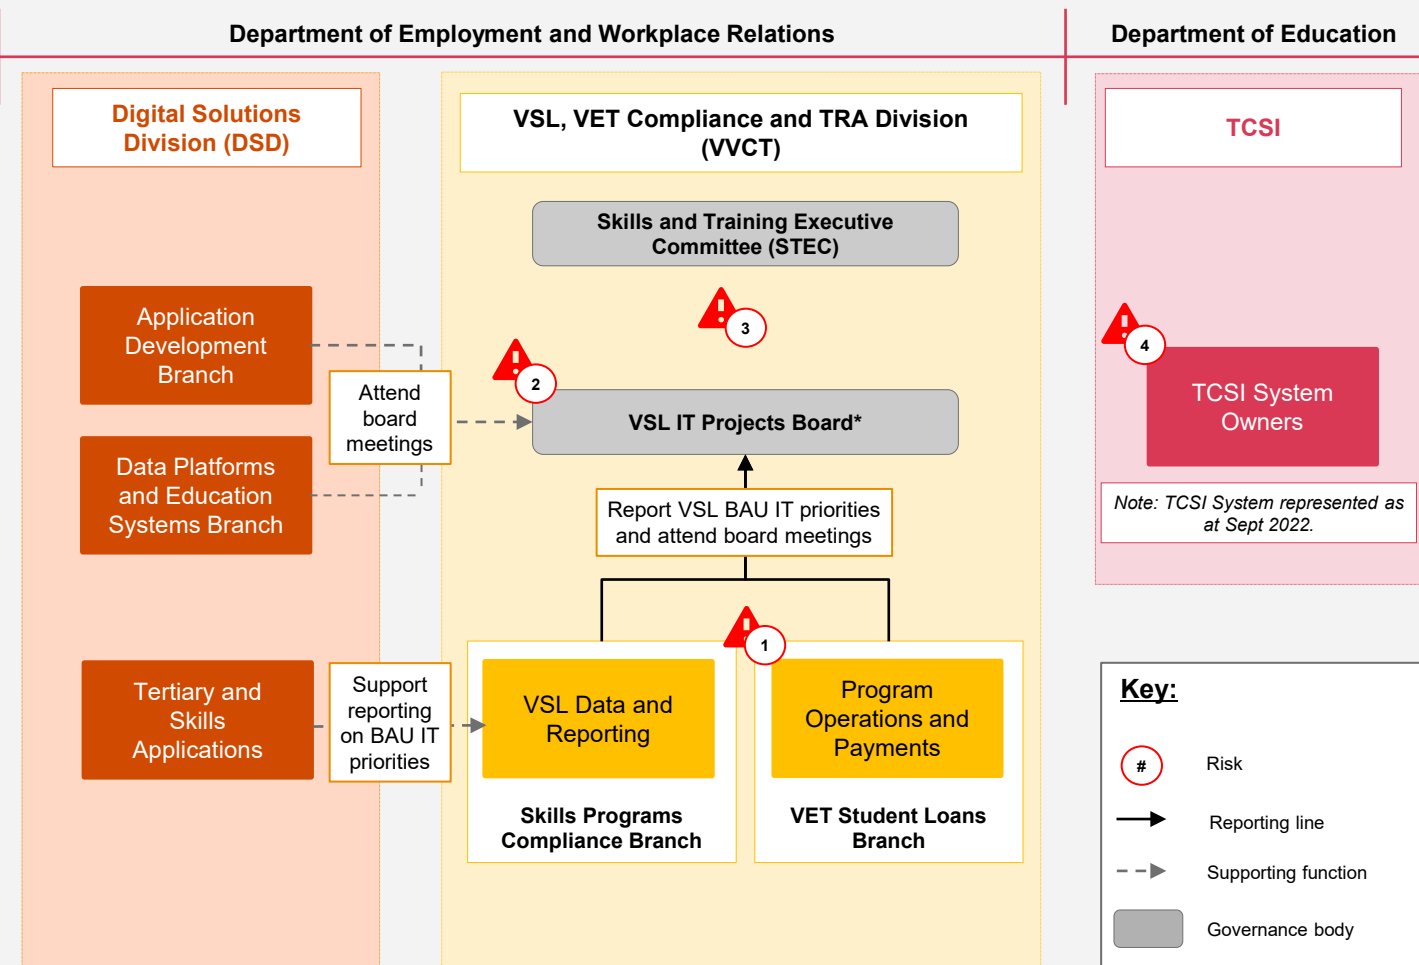 Department of Employment and Workplace Relations
Department of Education
Digital Solutions
Division (DSD)
VSL, VET Compliance and TRA Division
(VVCT)
TCSI
Skills and Training Executive
Committee (STEC)
3
Application
Development
Branch
Attend
board
meetings
2
VSL IT Projects Board*
4
TCSI System
Owners
Data Platforms
and Education
Systems Branch
Report VSL BAU IT priorities
and attend board meetings
Note: TCSI System represented as
at Sept 2022.
1
Tertiary and
Skills
Applications
Support
reporting
on BAU IT
priorities
VSL Data and
Reporting
Program
Operations and
Payments
Skills Programs
Compliance Branch
VET Student Loans
Branch
Key:
# Risk
Reporting line
Supporting function
Governance body